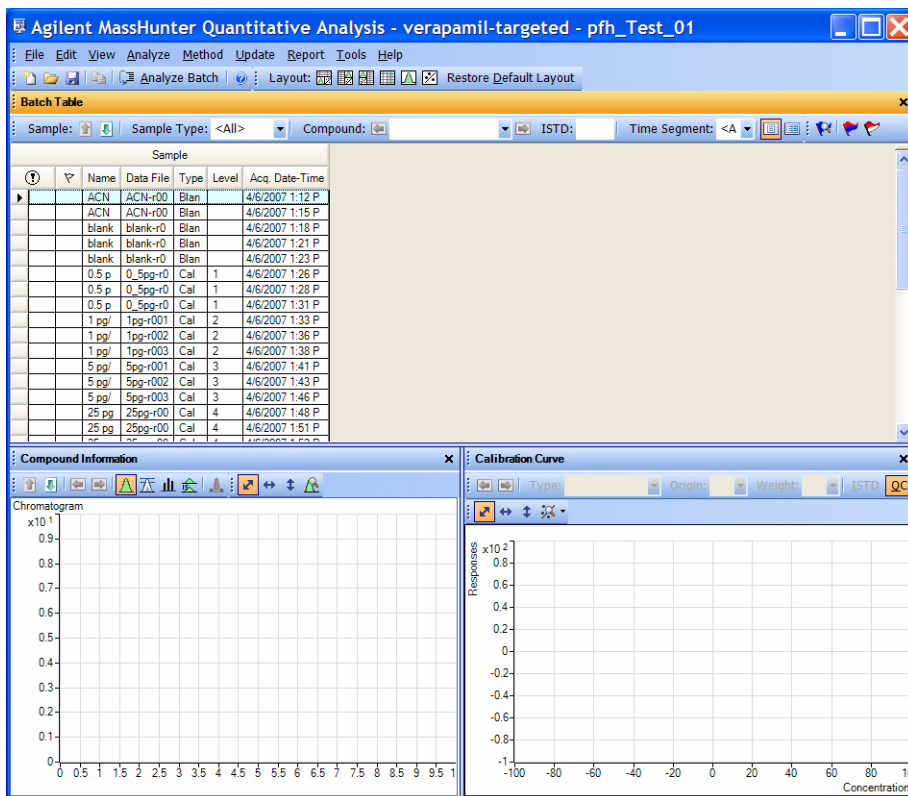 Agilent MassHunter Quantitative Analysis - verapamil-targeted - pfh_Test_01
File Edit View Analyze Method Update Report Tools Help
Analyze Batch Layout: Restore Default Layout
Batch Table
Sample: Sample Type: <All> Compound: ISTD: Time Segment: <A
Sample
Name Data File Type Level Acq. Date-Time
ACN ACN-r00 Blan 4/6/2007 1:12 P
ACN ACN-r00 Blan 4/6/2007 1:15 P
blank blank-r0 Blan 4/6/2007 1:18 P
blank blank-r0 Blan 4/6/2007 1:21 P
blank blank-r0 Blan 4/6/2007 1:23 P
0.5 p 0_5pg-r0 Cal 1 4/6/2007 1:26 P
0.5 p 0_5pg-r0 Cal 1 4/6/2007 1:28 P
0.5 p 0_5pg-r0 Cal 1 4/6/2007 1:31 P
1 pg/ 1pg-r001 Cal 2 4/6/2007 1:33 P
1 pg/ 1pg-r002 Cal 2 4/6/2007 1:36 P
1 pg/ 1pg-r003 Cal 2 4/6/2007 1:38 P
5 pg/ 5pg-r001 Cal 3 4/6/2007 1:41 P
5 pg/ 5pg-r002 Cal 3 4/6/2007 1:43 P
5 pg/ 5pg-r003 Cal 3 4/6/2007 1:46 P
25 pg 25pg-r00 Cal 4 4/6/2007 1:48 P
25 pg 25pg-r00 Cal 4 4/6/2007 1:51 P
Compound Information
Chromatogram
x10 1
0.9
0.8
0.7
0.6
0.5
0.4
0.3
0.2
0.1
0
0 0.5 1 1.5 2 2.5 3 3.5 4 4.5 5 5.5 6 6.5 7 7.5 8 8.5 9 9.5 1
Calibration Curve
Type: Origin: Weight: ISTD QC
Responses
x10 2
0.8
0.6
0.4
0.2
0
-0.2
-0.4
-0.6
-0.8
-1
-100 -80 -60 -40 -20 0 20 40 60 80 10
Concentration